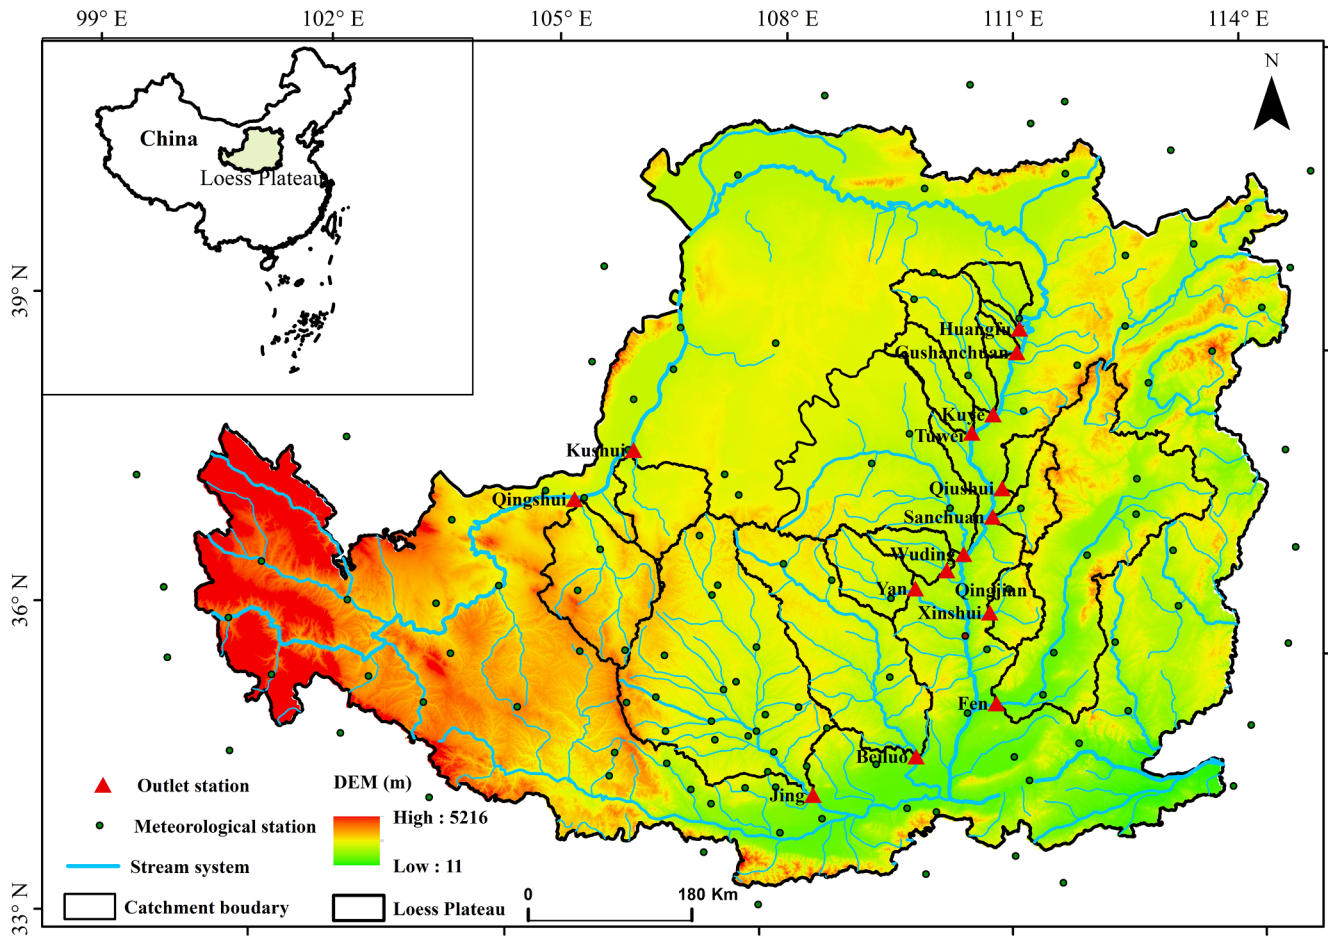 99° E
102° E
105° E
108° E
111° E
114° E
N
China
Loess Plateau
39° N
36° N
33° N
Huangfu
Gushanchuan
Kuye
Tuwei
Kushui
Qingshui
Qiushui
Sanchuan
Wuding
Yan
Qingjian
Xinshui
Fen
Beiluo
Jing
Outlet station
Meteorological station
Stream system
Catchment boudary
DEM (m)
High : 5216
Low : 11
Loess Plateau
0
180 Km